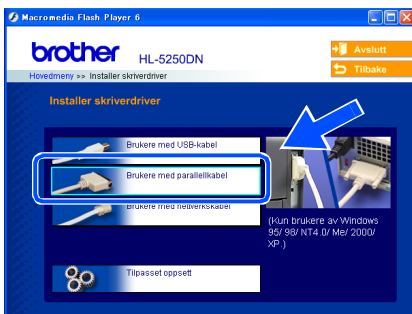 Macromedia Flash Player 6
brother
HL-5250DN
Avslutt
Tilbake
Hovedmeny >> Installer skriverdriver
Installer skriverdriver
Brukere med USB-kabel
Brukere med parallellkabel
Brukere med nettverkskabel
(Kun brukere av Windows
95/ 98/ NT4.0/ Me/ 2000/
XP.)
Tilpasset oppsett